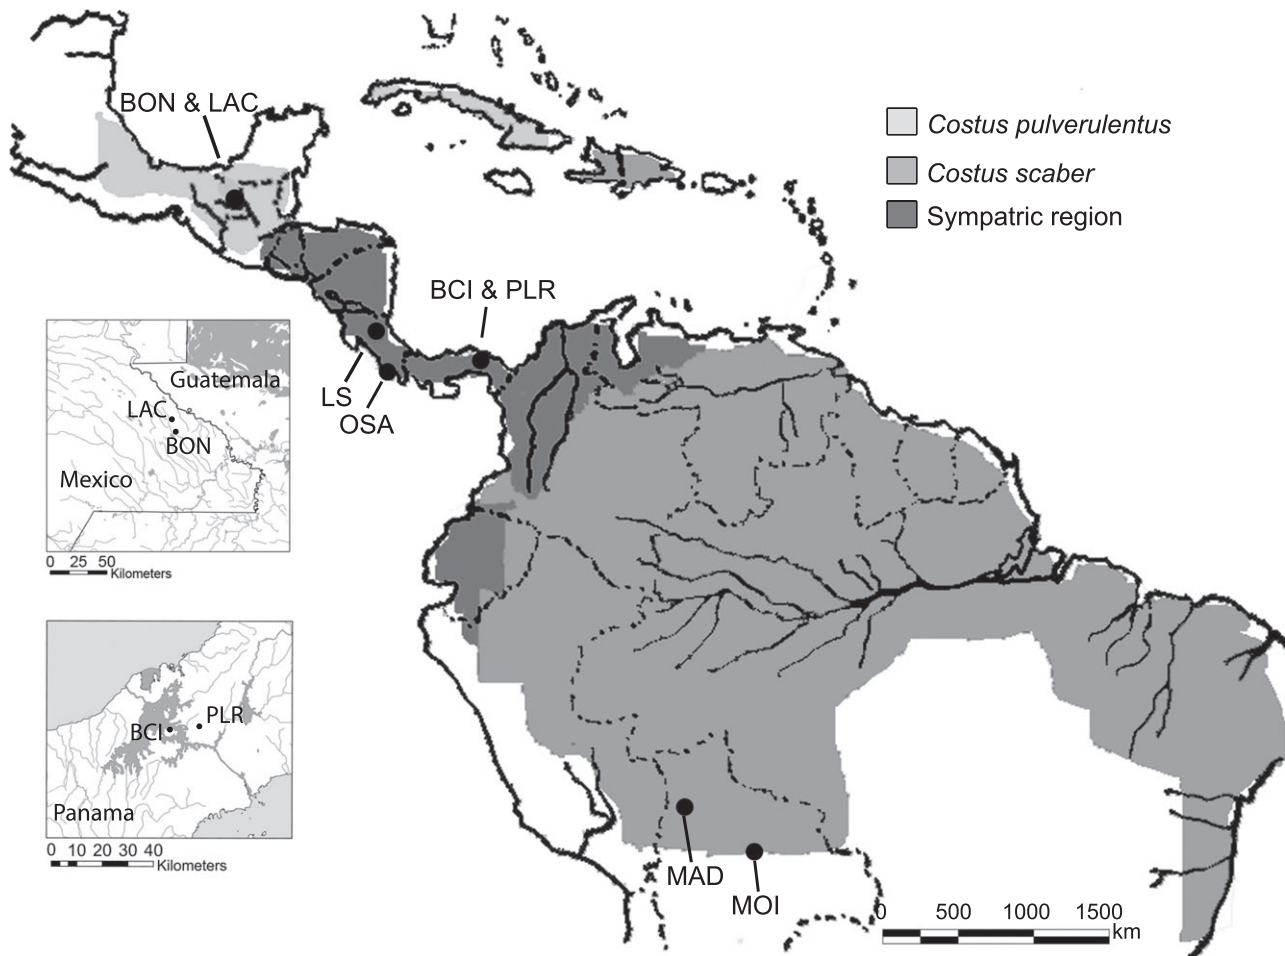 BON & LAC
Costus pulverulentus
Costus scaber
Sympatric region
BCI & PLR
LS
OSA
Guatemala
LAC
BON
Mexico
0 25 50
Kilometers
PLR
BCI
Panama
0 10 20 30 40
Kilometers
MAD
MOI
0 500 1000 1500
km